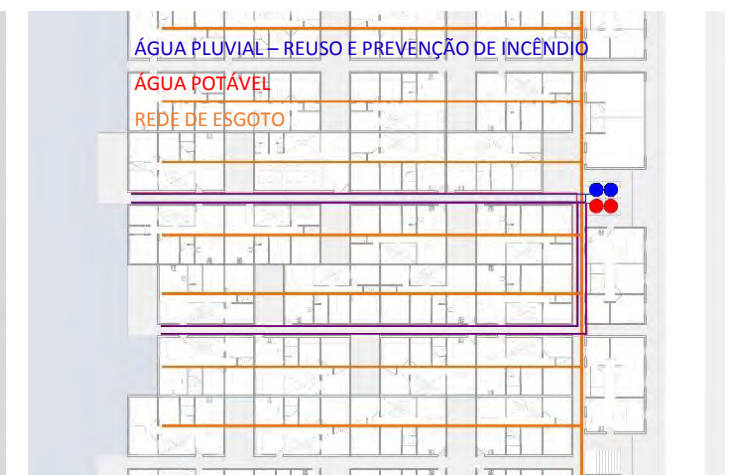 ÁGUA PLUVIAL – REUSO E PREVENÇÃO DE INCÊNDIO
ÁGUA POTÁVEL
REDE DE ESGOTO